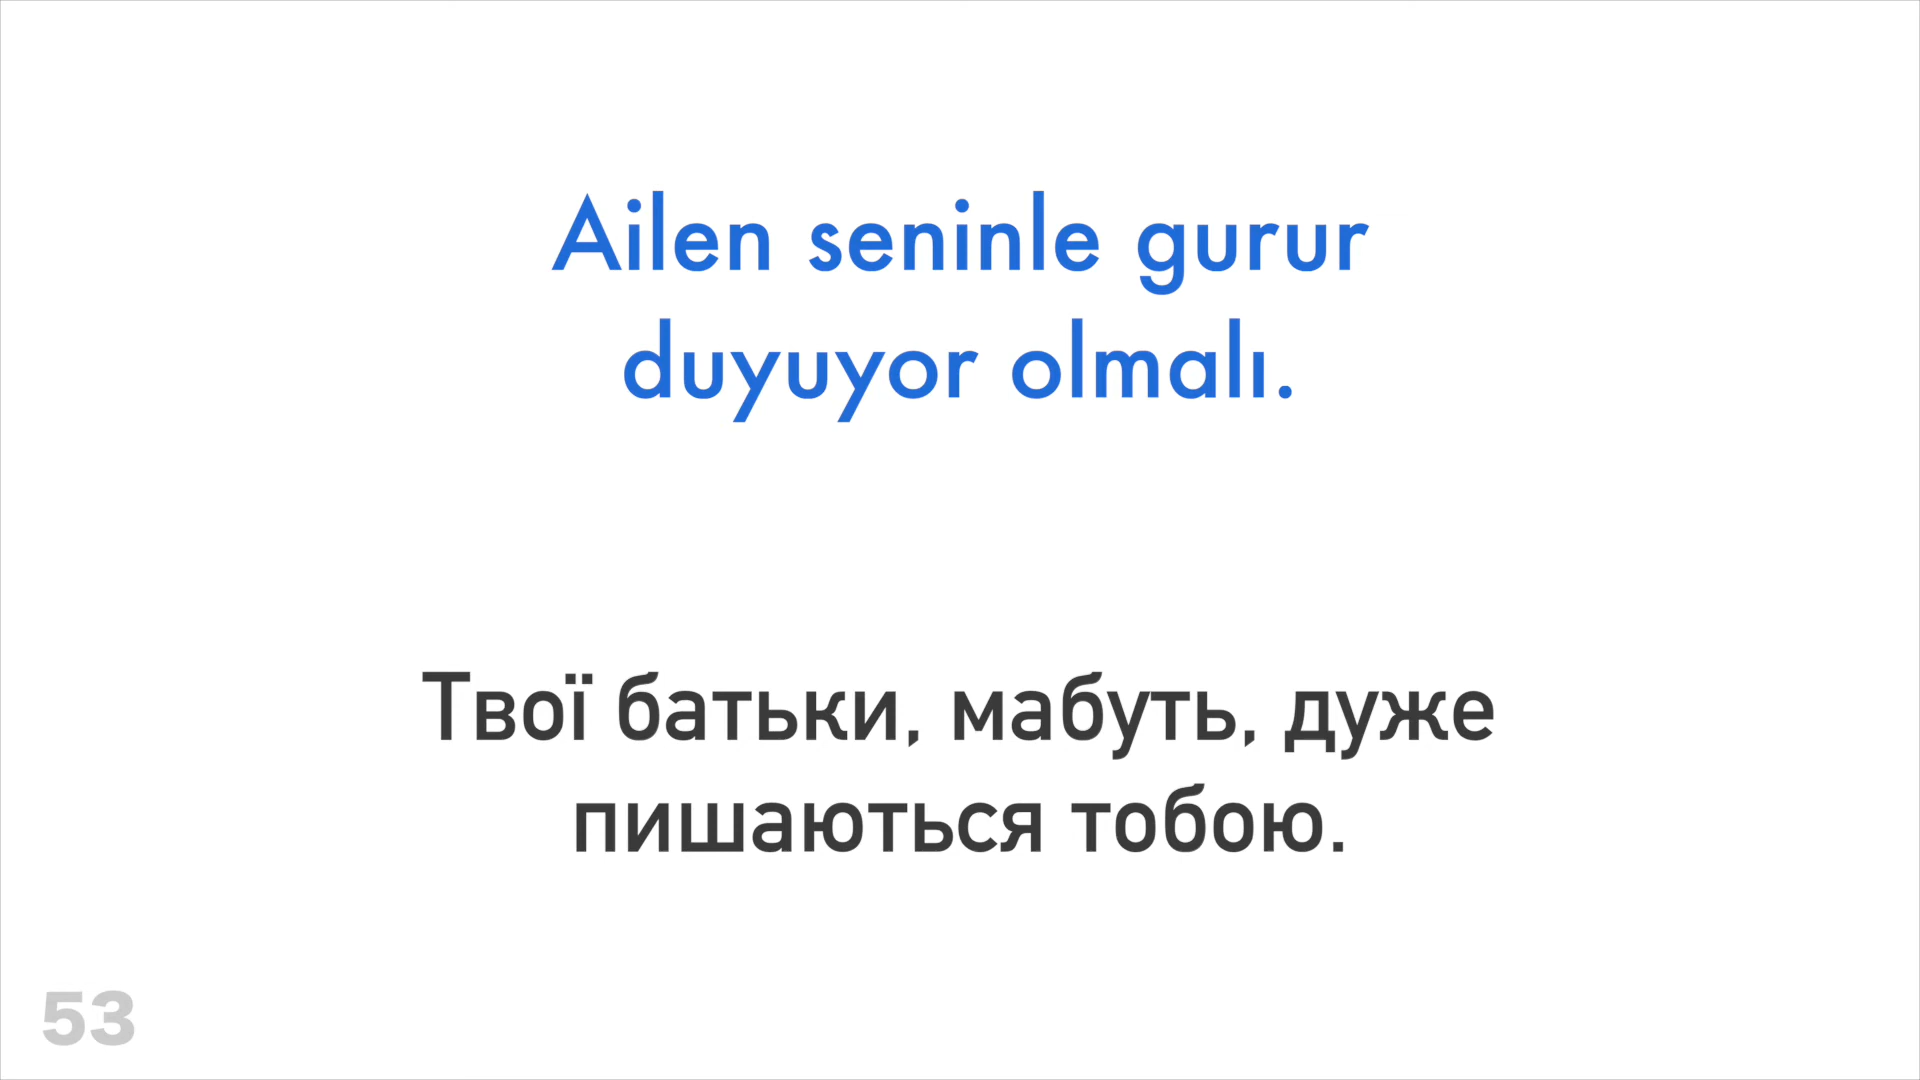 Ailen seninle gurur
duyuyor olmalı.
Твої батьки, мабуть, дуже
пишаються тобою.
53